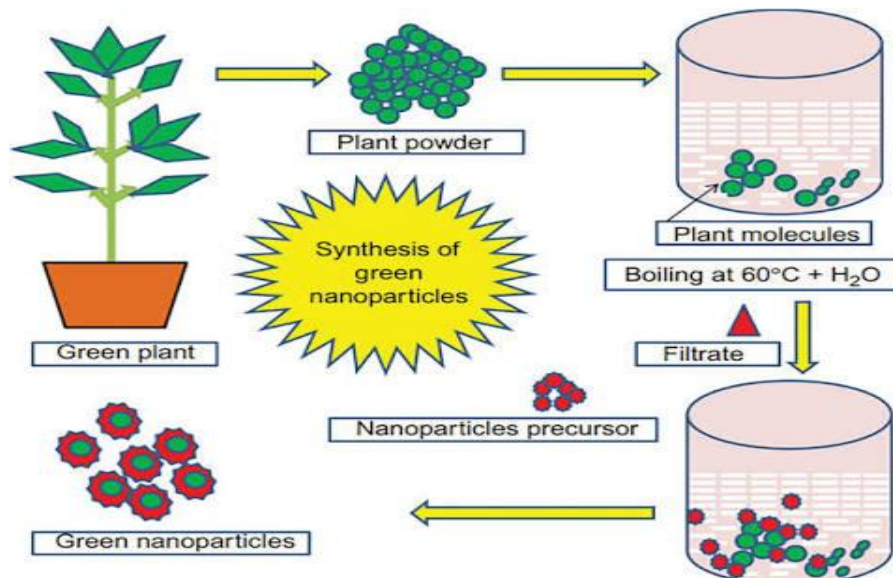 Plant powder
Synthesis of
green
nanoparticles
Plant molecules
Boiling at 60°C + H₂O
Green plant
Filtrate
Nanoparticles precursor
Green nanoparticles